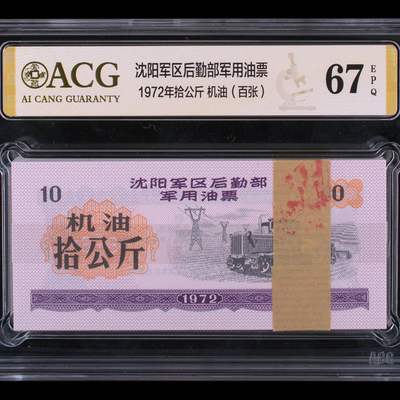 ACG
AI CANG GUARANTY
沈阳军区后勤部军用油票
1972年拾公斤 机油（百张）
67
EPQ
10
沈阳军区后勤部
军用油票
0
机油
拾公斤
1972